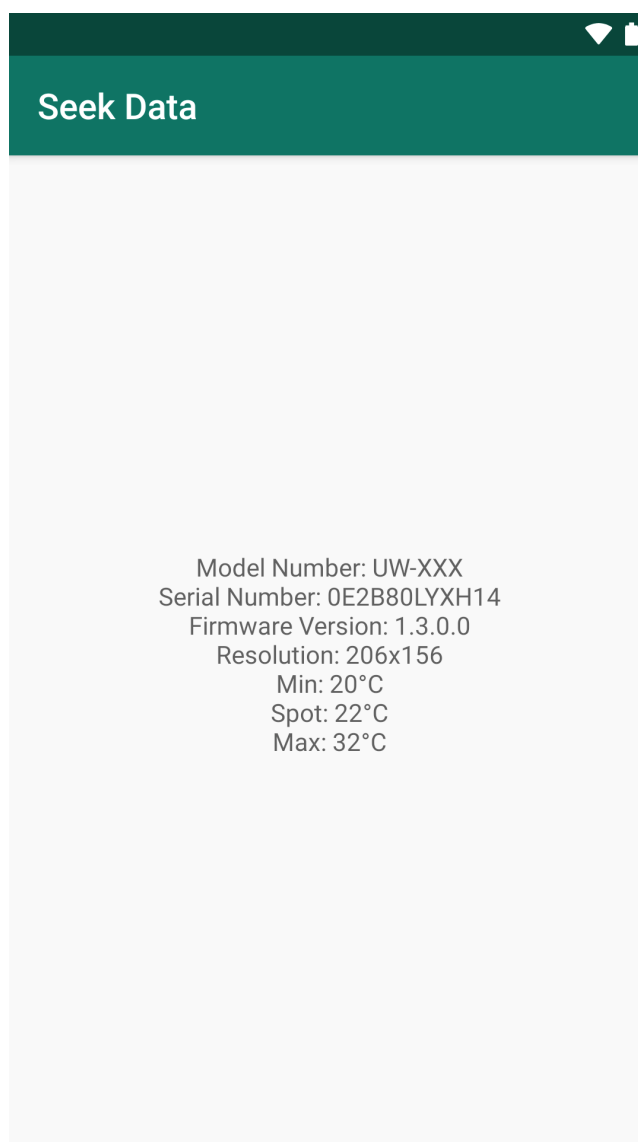 Seek Data
Model Number: UW-XXX
Serial Number: 0E2B80LYXH14
Firmware Version: 1.3.0.0
Resolution: 206x156
Min: 20°C
Spot: 22°C
Max: 32°C